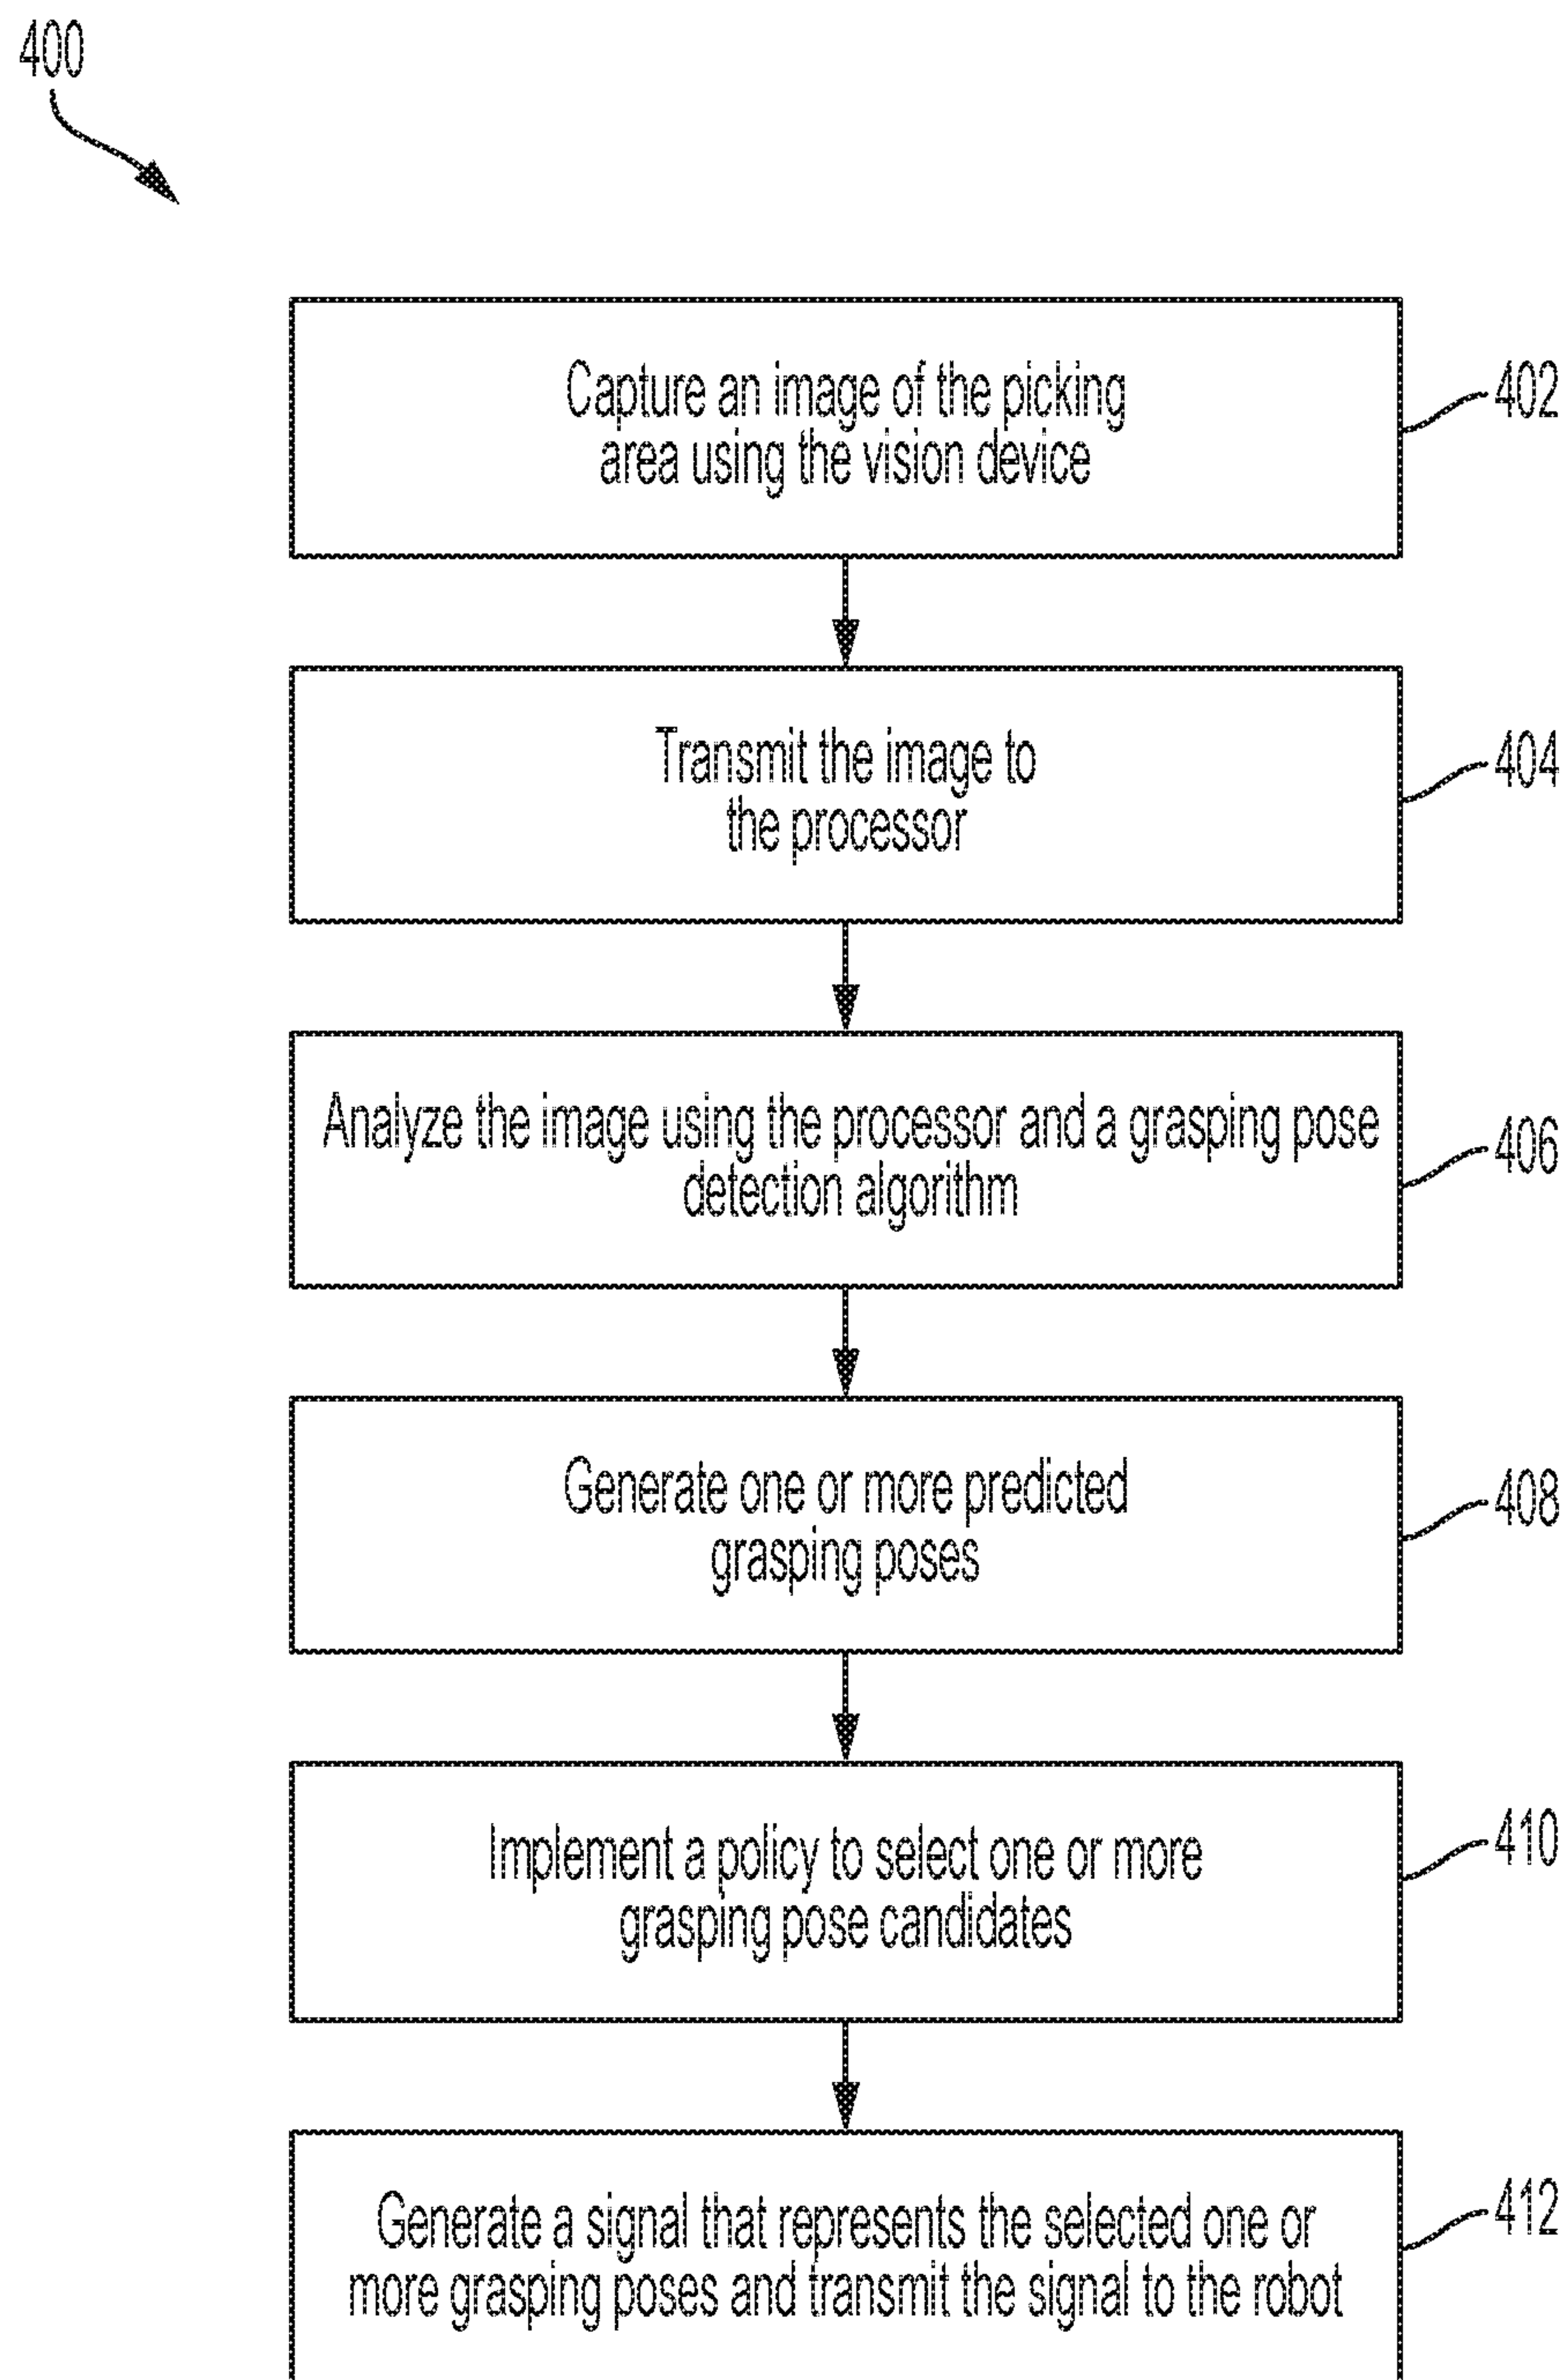 400
Capture an image of the picking
area using the vision device
402
Transmit the image to
the processor
404
Analyze the image using the processor and a grasping pose
detection algorithm
406
Generate one or more predicted
grasping poses
408
Implement a policy to select one or more
grasping pose candidates
410
Generate a signal that represents the selected one or
more grasping poses and transmit the signal to the robot
412